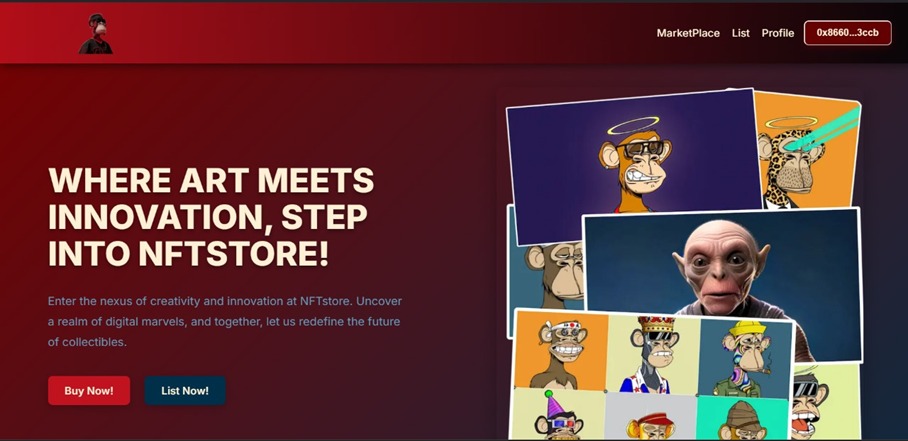 MarketPlace List Profile 0x8660...3ccb
WHERE ART MEETS
INNOVATION, STEP
INTO NFTSTORE!
Enter the nexus of creativity and innovation at NFTstore. Uncover
a realm of digital marvels, and together, let us redefine the future
of collectibles.
Buy Now! List Now!